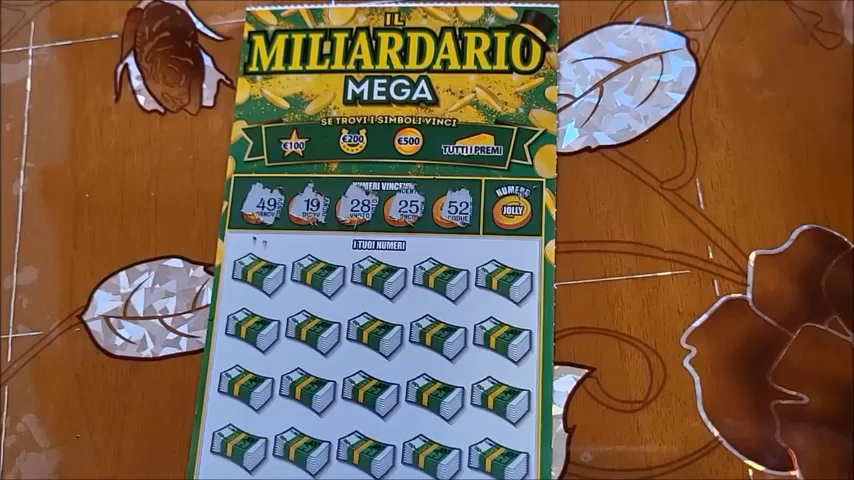 IL
MILIARDARIO
MEGA
SE TROVI I SIMBOLI VINCI
€100 €200 €500 TUTTI I PREMI
NUMERI VINCENTI
NUMERO
49 19 28 25 52 JOLLY
I TUOI NUMERI